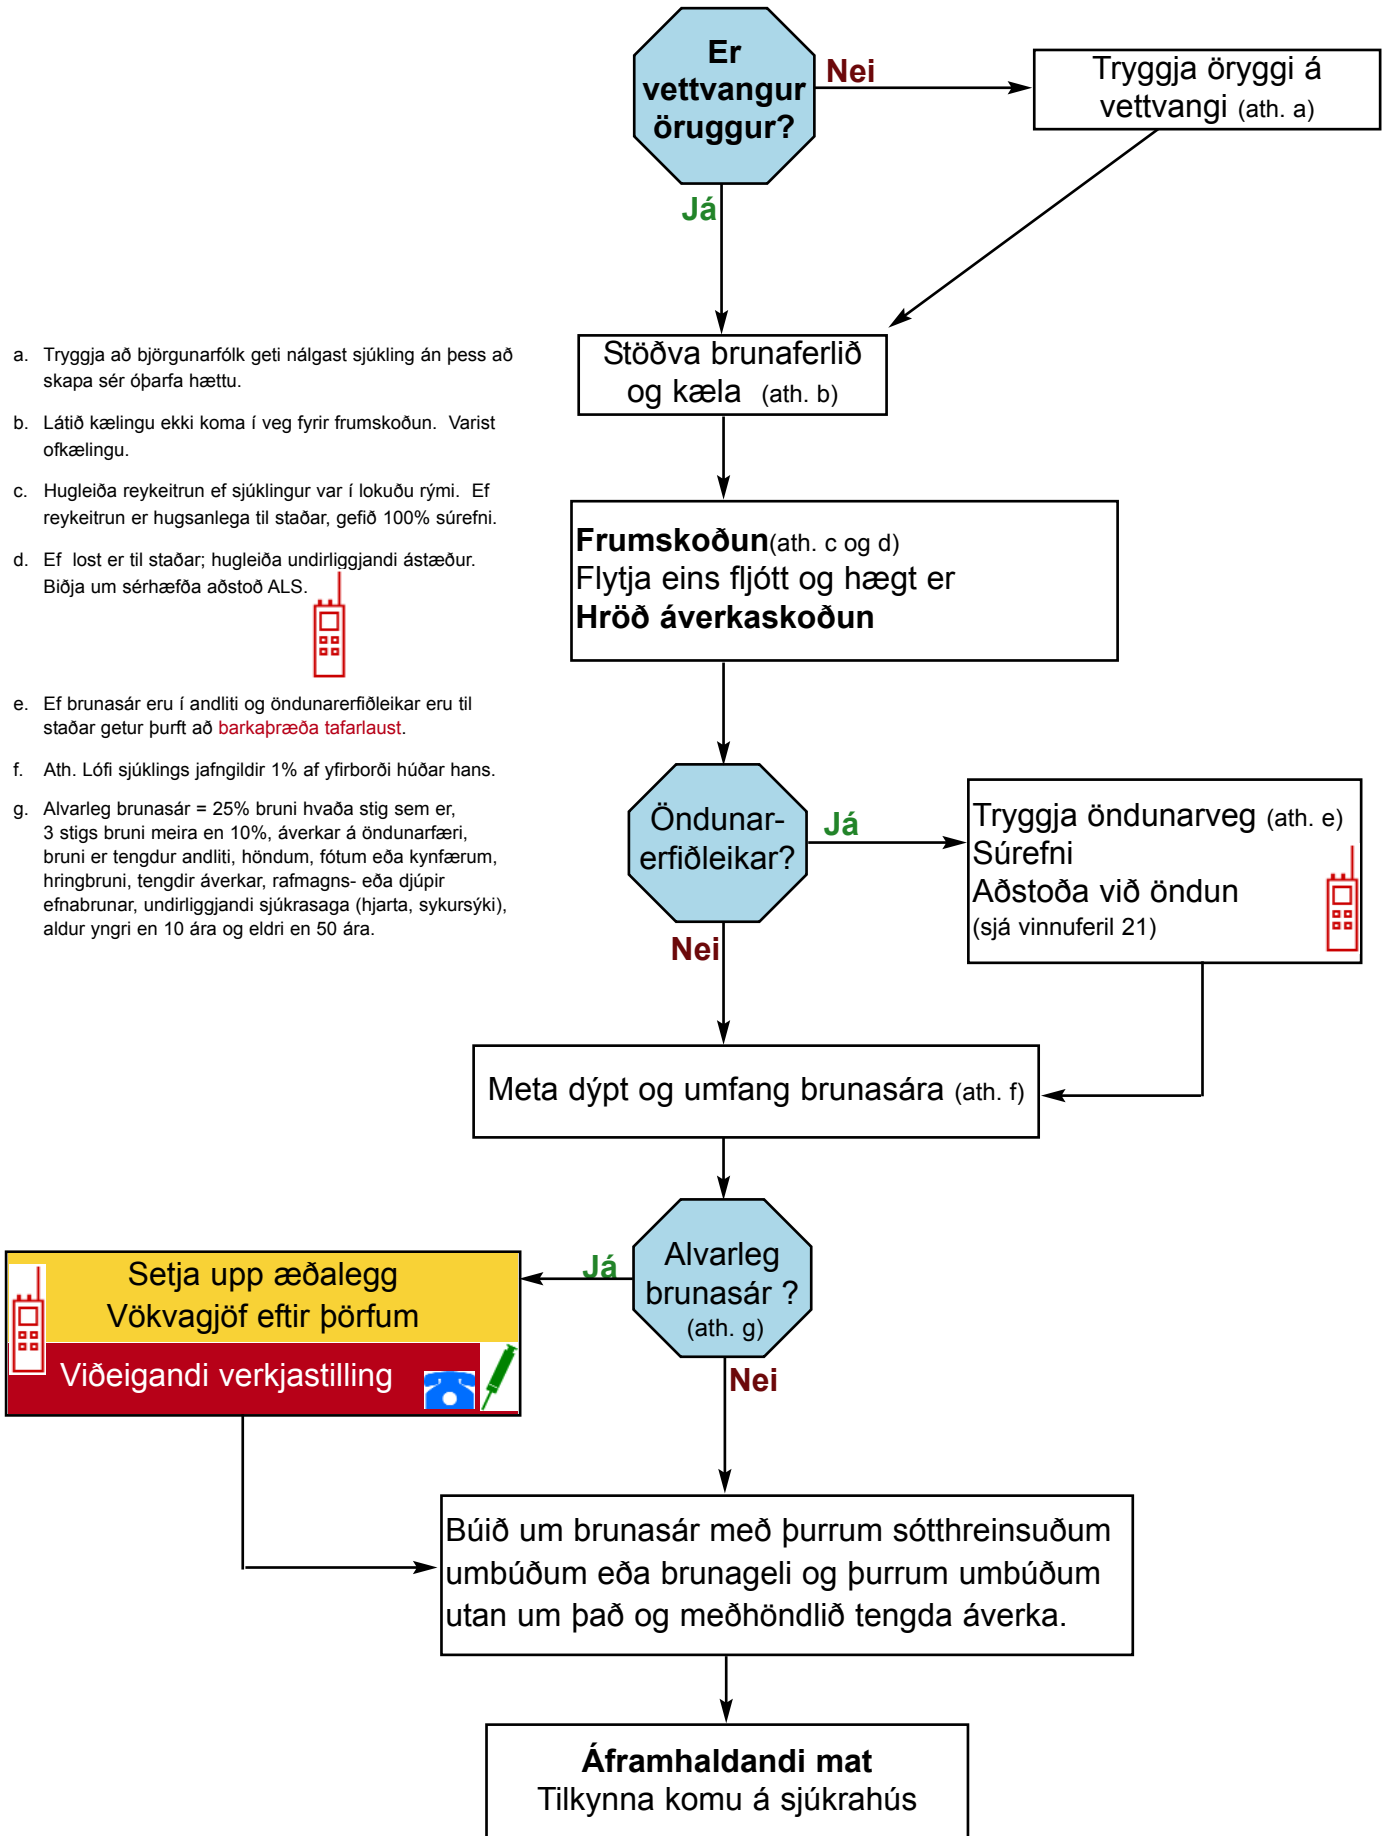 Er
vettvangur
öruggur?
Nei
Tryggja öryggi á
vettvangi (ath. a)
Já
Stöðva brunaferlið
og kæla (ath. b)
a. Tryggja að björgunarfólk geti nálgast sjúkling án þess að
skapa sér óþarfa hættu.
b. Látið kælingu ekki koma í veg fyrir frumskoðun. Varist
ofkælingu.
c. Hugleiða reykeitrun ef sjúklingur var í lokuðu rými. Ef
reykeitrun er hugsanlega til staðar, gefið 100% súrefni.
d. Ef lost er til staðar; hugleiða undirliggjandi ástæður.
Biðja um sérhæfða aðstoð ALS.
e. Ef brunasár eru í andliti og öndunarerfiðleikar eru til
staðar getur þurft að barkaþræða tafarlaust.
f. Ath. Lófi sjúklings jafngildir 1% af yfirborði húðar hans.
g. Alvarleg brunasár = 25% bruni hvaða stig sem er,
3 stigs bruni meira en 10%, áverkar á öndunarfæri,
bruni er tengdur andliti, höndum, fótum eða kynfærum,
hringbruni, tengdir áverkar, rafmagns- eða djúpir
efnabrunar, undirliggjandi sjúkrasaga (hjarta, sykursýki),
aldur yngri en 10 ára og eldri en 50 ára.
Frumskoðun(ath. c og d)
Flytja eins fljótt og hægt er
Hröð áverkaskoðun
Öndunar-
erfiðleikar?
Já
Tryggja öndunarveg (ath. e)
Súrefni
Aðstoða við öndun
(sjá vinnuferil 21)
Nei
Meta dýpt og umfang brunasára (ath. f)
Alvarleg
brunasár ?
(ath. g)
Já
Setja upp æðalegg
Vökvagjöf eftir þörfum
Viðeigandi verkjastilling
Nei
Búið um brunasár með þurrum sótthreinsuðum
umbúðum eða brunageli og þurrum umbúðum
utan um það og meðhöndlið tengda áverka.
Áframhaldandi mat
Tilkynna komu á sjúkrahús